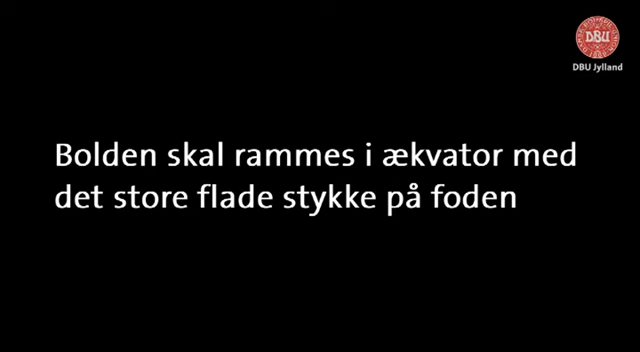 DBU
DBU Jylland
Bolden skal rammes i ækvator med
det store flade stykke på foden